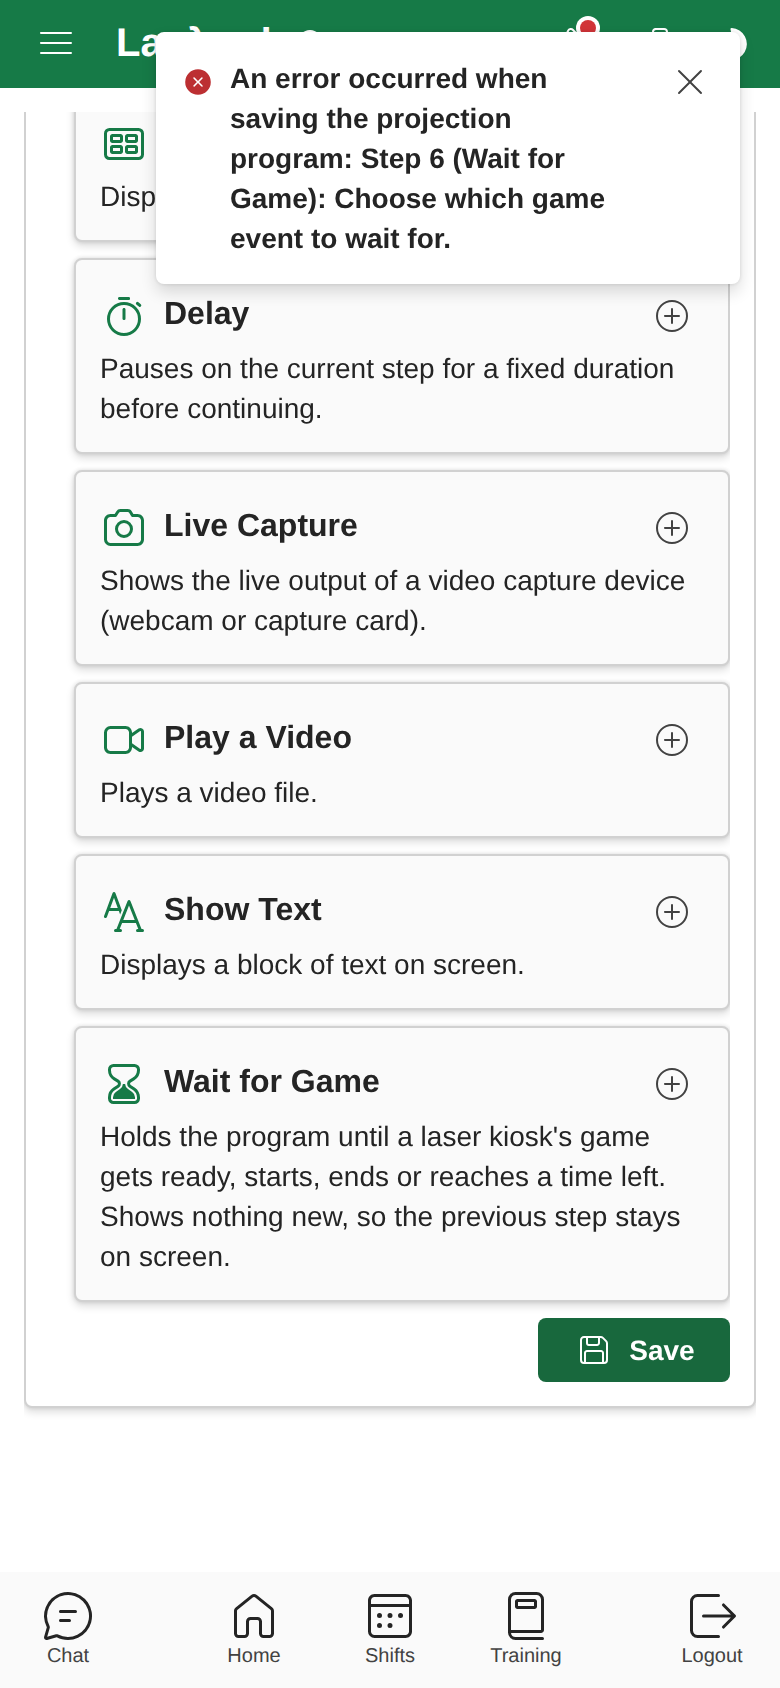 An error occurred when
saving the projection
program: Step 6 (Wait for
Game): Choose which game
event to wait for.
Delay
Pauses on the current step for a fixed duration
before continuing.
Live Capture
Shows the live output of a video capture device
(webcam or capture card).
Play a Video
Plays a video file.
Show Text
Displays a block of text on screen.
Wait for Game
Holds the program until a laser kiosk's game
gets ready, starts, ends or reaches a time left.
Shows nothing new, so the previous step stays
on screen.
Save
Chat
Home
Shifts
Training
Logout